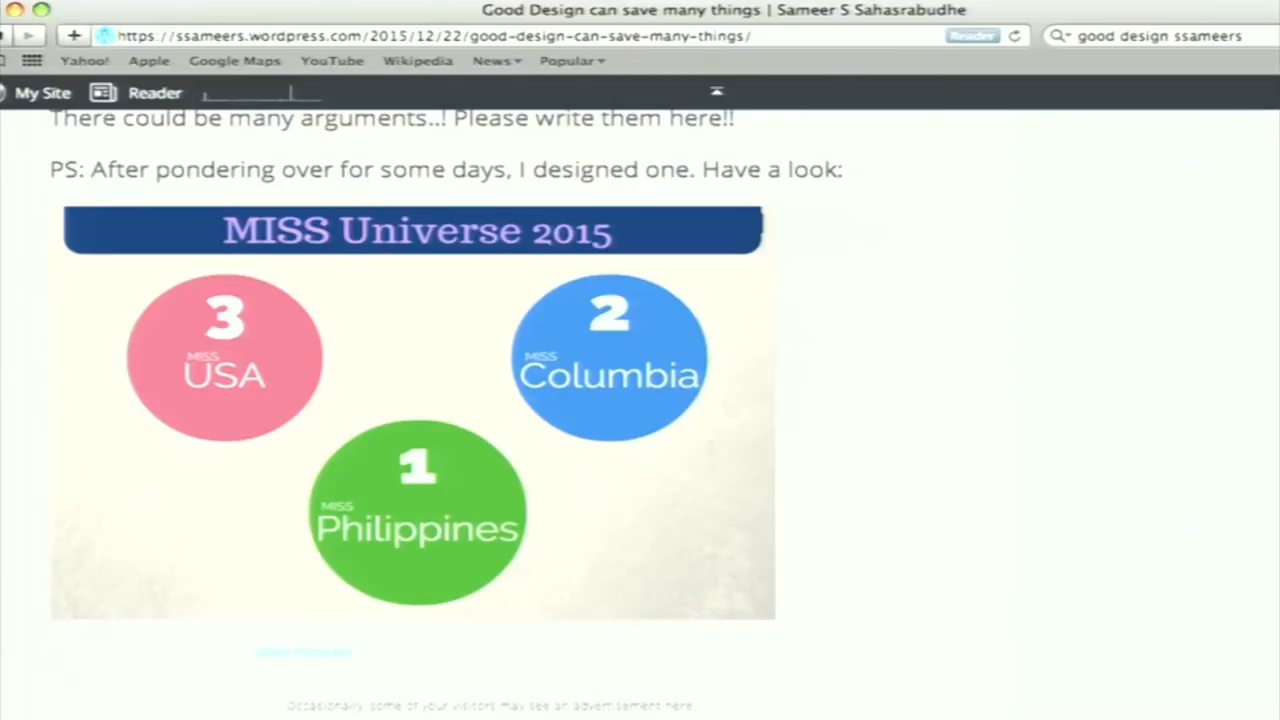 Good Design can save many things | Sameer S Sahasrabudhe
https://ssameers.wordpress.com/2015/12/22/good-design-can-save-many-things/
Reader
good design ssameers
Yahoo! Apple Google Maps YouTube Wikipedia News Popular
My Site Reader
There could be many arguments..! Please write them here!!
PS: After pondering over for some days, I designed one. Have a look:
MISS Universe 2015
3
MISS
USA
2
MISS
Columbia
1
MISS
Philippines
Occasionally, some of your visitors may see an advertisement here.